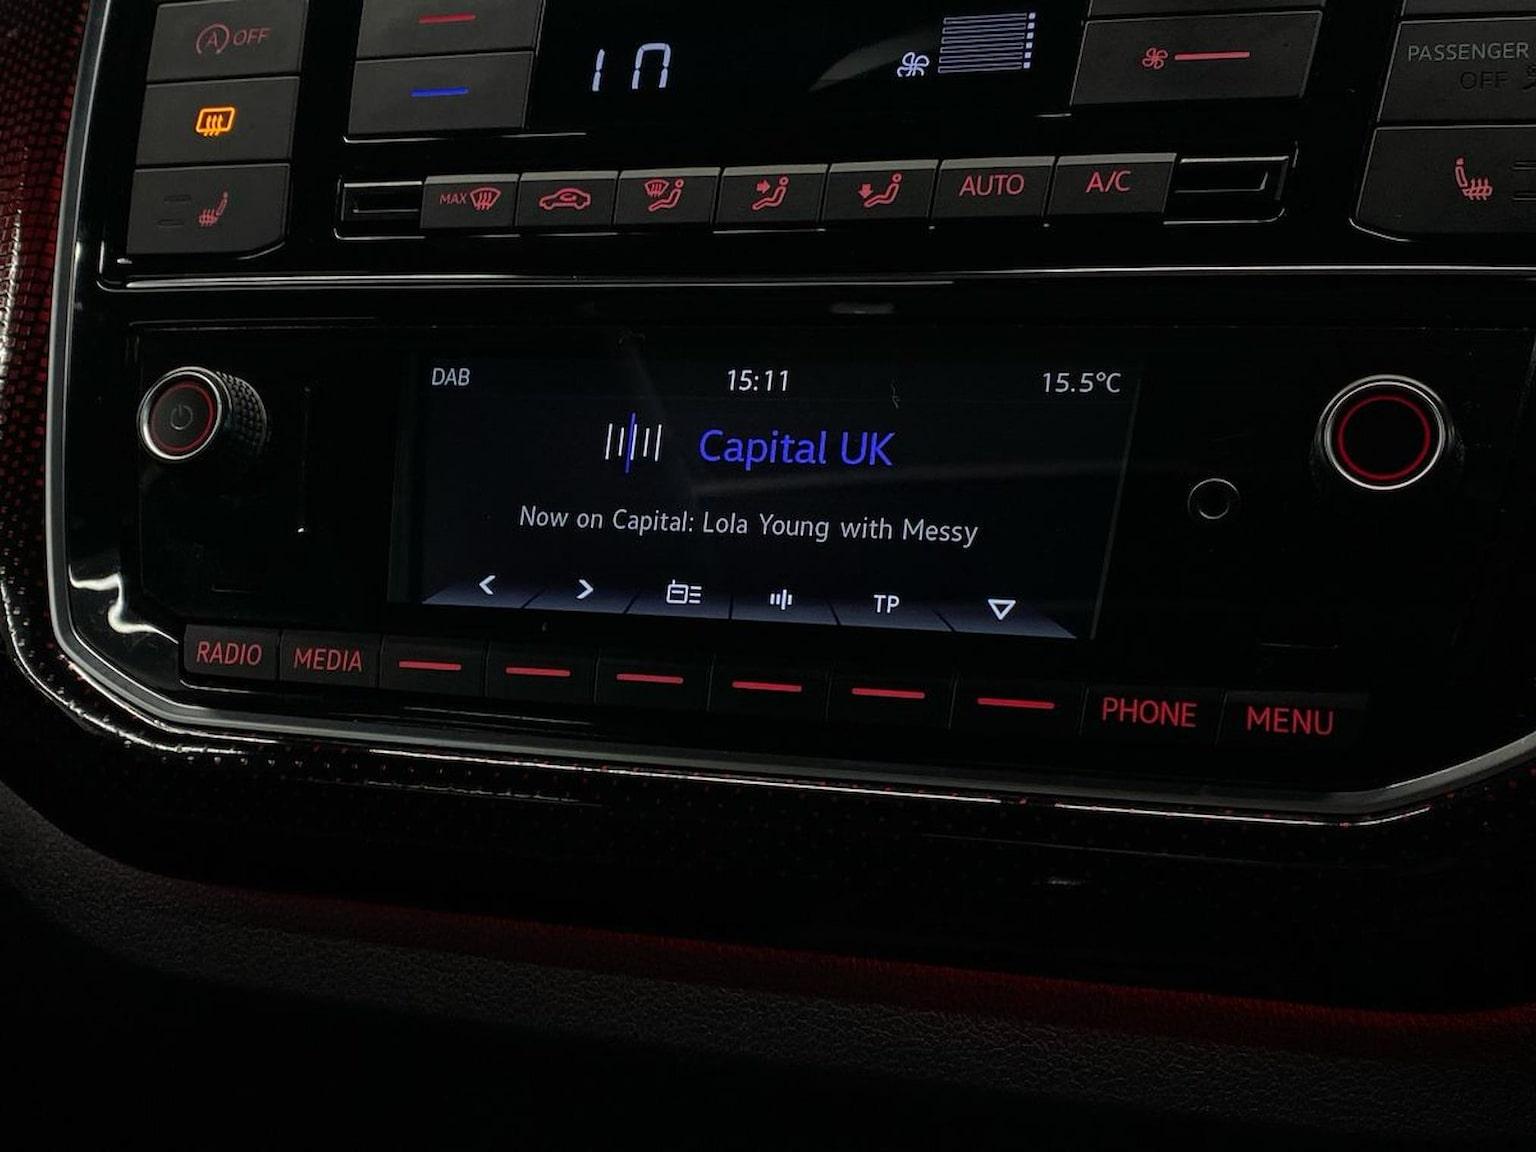 A OFF
PASSENGER
OFF
MAX
AUTO
A/C
DAB
15:11
15.5°C
Capital UK
Now on Capital: Lola Young with Messy
TP
RADIO
MEDIA
PHONE
MENU